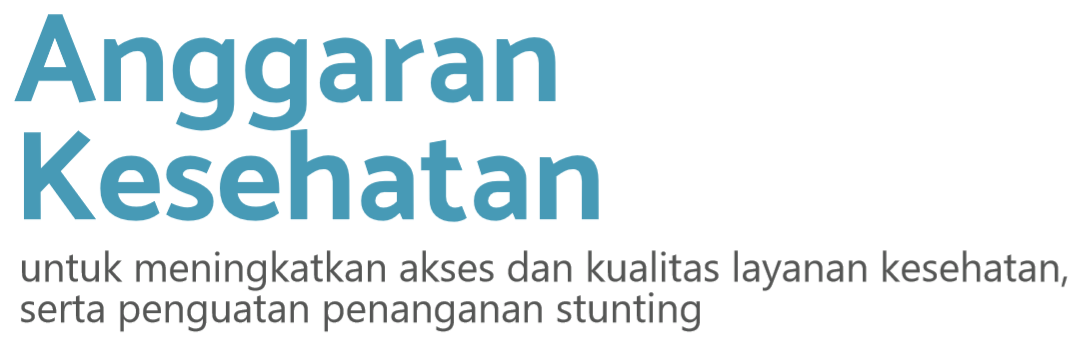 Anggaran
Kesehatan
untuk meningkatkan akses dan kualitas layanan kesehatan,
serta penguatan penanganan stunting